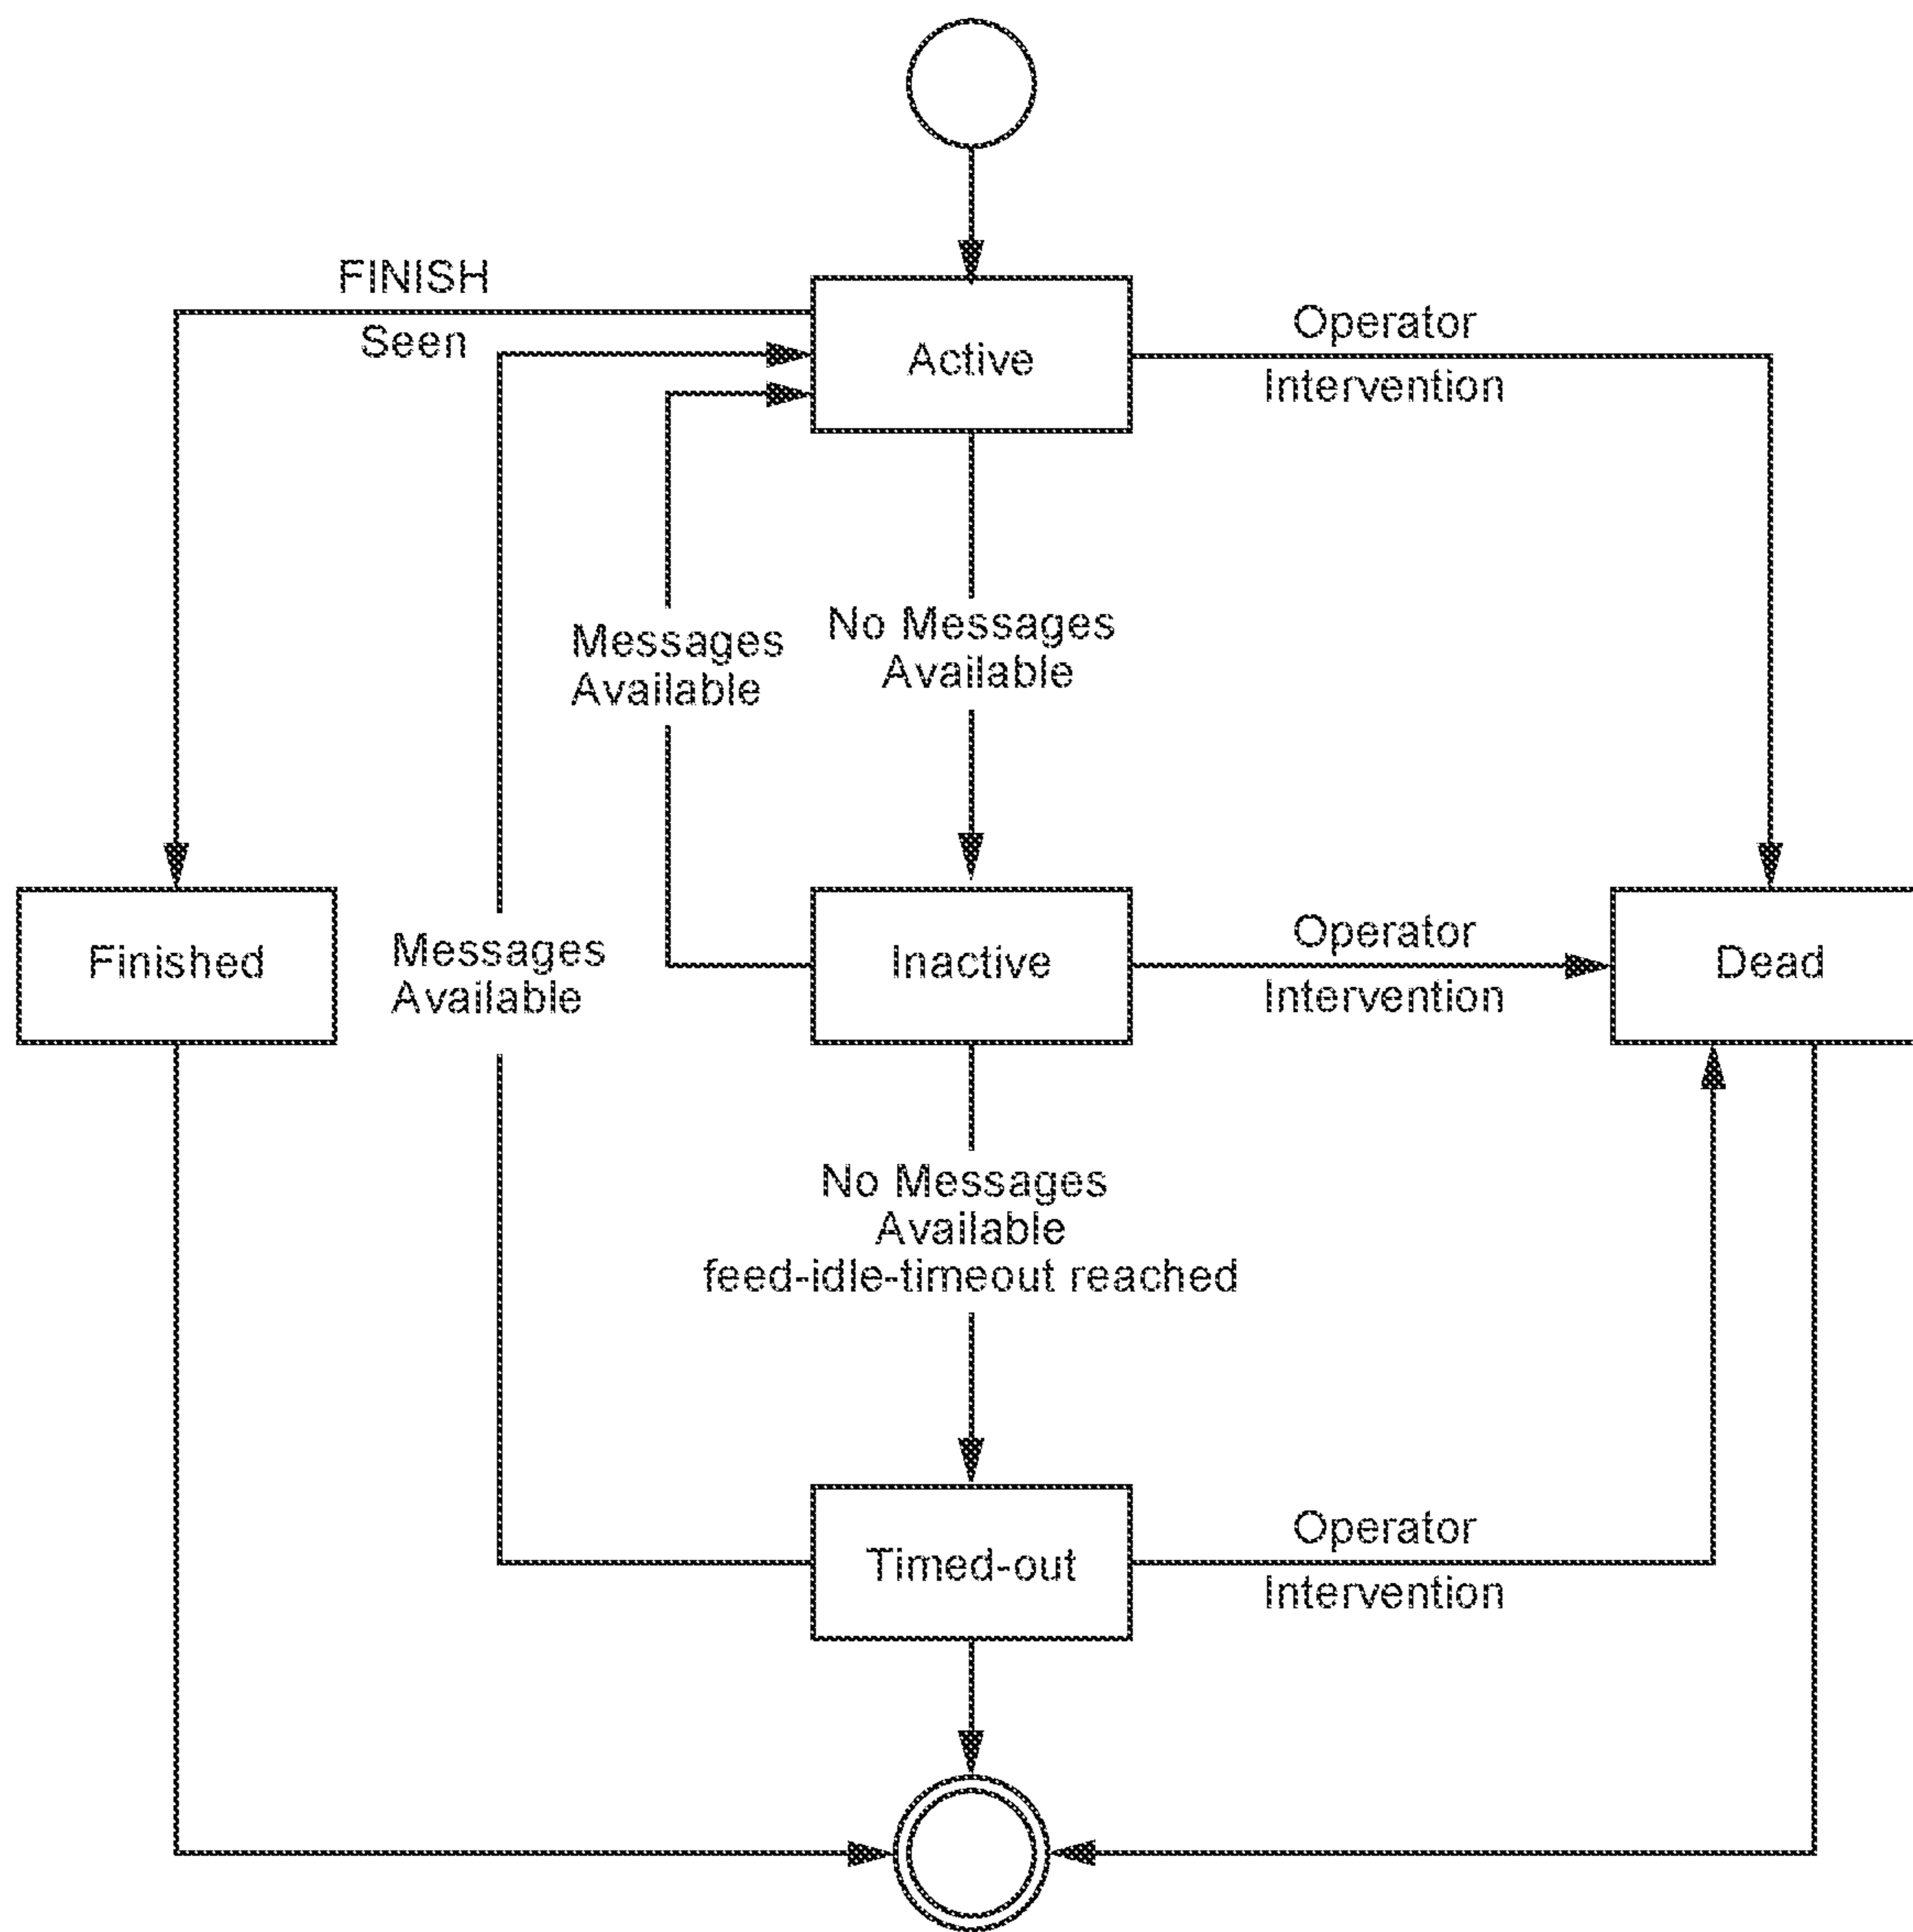 FINISH
Seen
Active
Operator
Intervention
Messages
Available
No Messages
Available
Finished
Messages
Available
Inactive
Operator
Intervention
Dead
No Messages
Available
feed-idle-timeout reached
Timed-out
Operator
Intervention